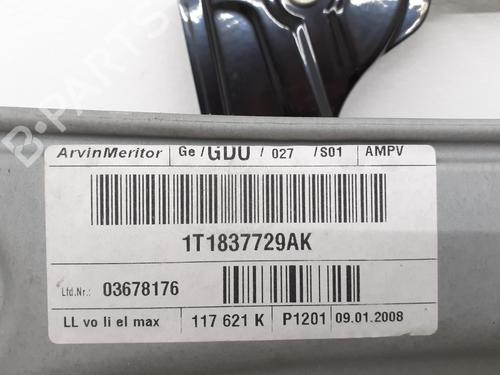 B-PARTS
ArvinMeritor Ge/GDO/027 /S01 AMPV
1T1837729AK
Lfd.Nr.: 03678176
LL vo li el max 117 621 K P1201 09.01.2008